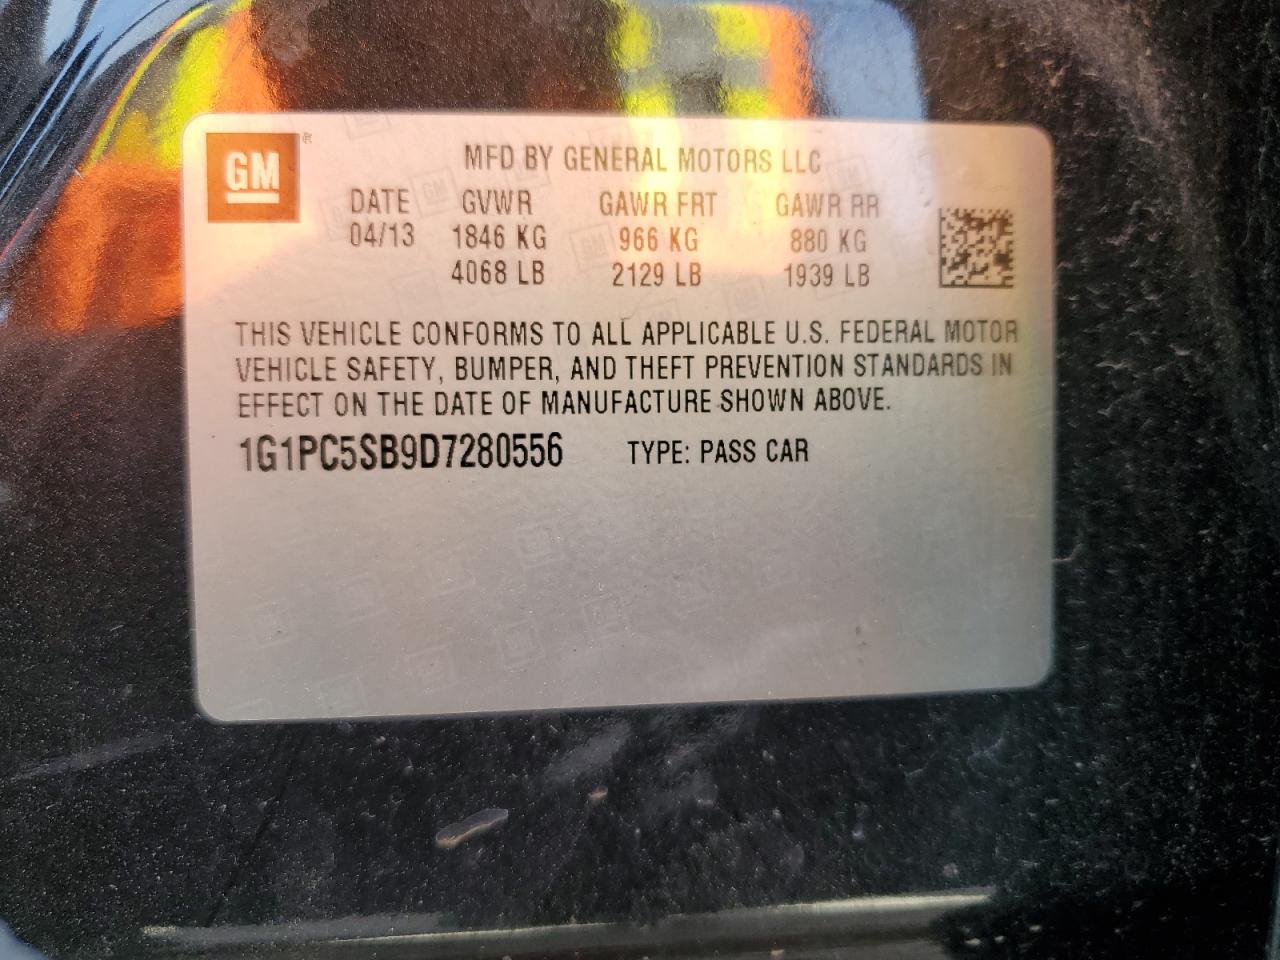 GM
MFD BY GENERAL MOTORS LLC
DATE GVWR GAWR FRT GAWR RR
04/13 1846 KG 966 KG 880 KG
4068 LB 2129 LB 1939 LB
THIS VEHICLE CONFORMS TO ALL APPLICABLE U.S. FEDERAL MOTOR
VEHICLE SAFETY, BUMPER, AND THEFT PREVENTION STANDARDS IN
EFFECT ON THE DATE OF MANUFACTURE SHOWN ABOVE.
1G1PC5SB9D7280556 TYPE: PASS CAR